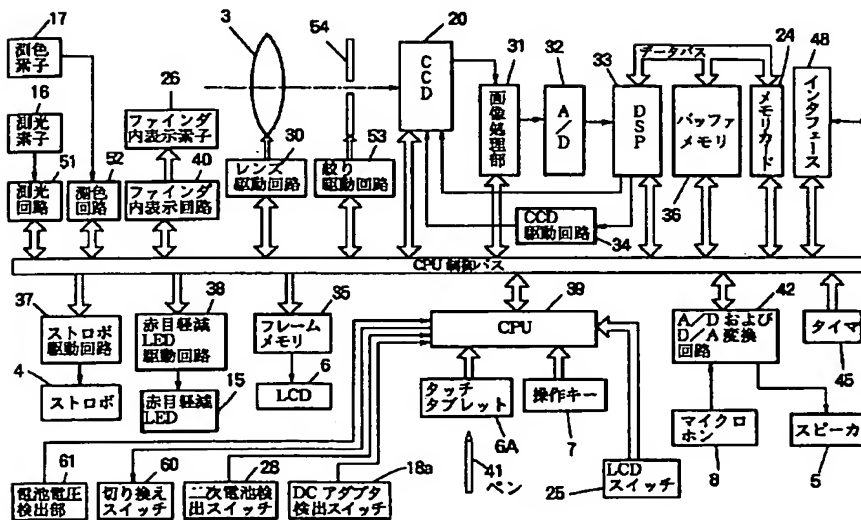 17
測色
素子
16
測光素子
51
測光
回路
52
測色
回路
26
ファインダ
内表示素子
40
ファインダ
内表示回路
3
レンズ
駆動回路
30
54
絞り
駆動回路
53
20
CCD
31
画像処理部
32
A/D
33
DSP
データバス
バッファ
メモリ
36
24
メモリカード
48
インタフェース
CCD
駆動回路
34
CPU制御バス
37
ストロボ
駆動回路
4
ストロボ
38
赤目軽減
LED
駆動回路
15
赤目軽減
LED
35
フレーム
メモリ
6
LCD
39
CPU
タッチ
タブレット
6A
操作キー
7
41
ペン
25
LCD
スイッチ
42
A/Dおよび
D/A変換
回路
マイクロ
ホン
8
タイマ
45
スピーカ
5
61
電池電圧
検出部
60
切り換え
スイッチ
28
二次電池検
出スイッチ
18a
DCアダプタ
検出スイッチ